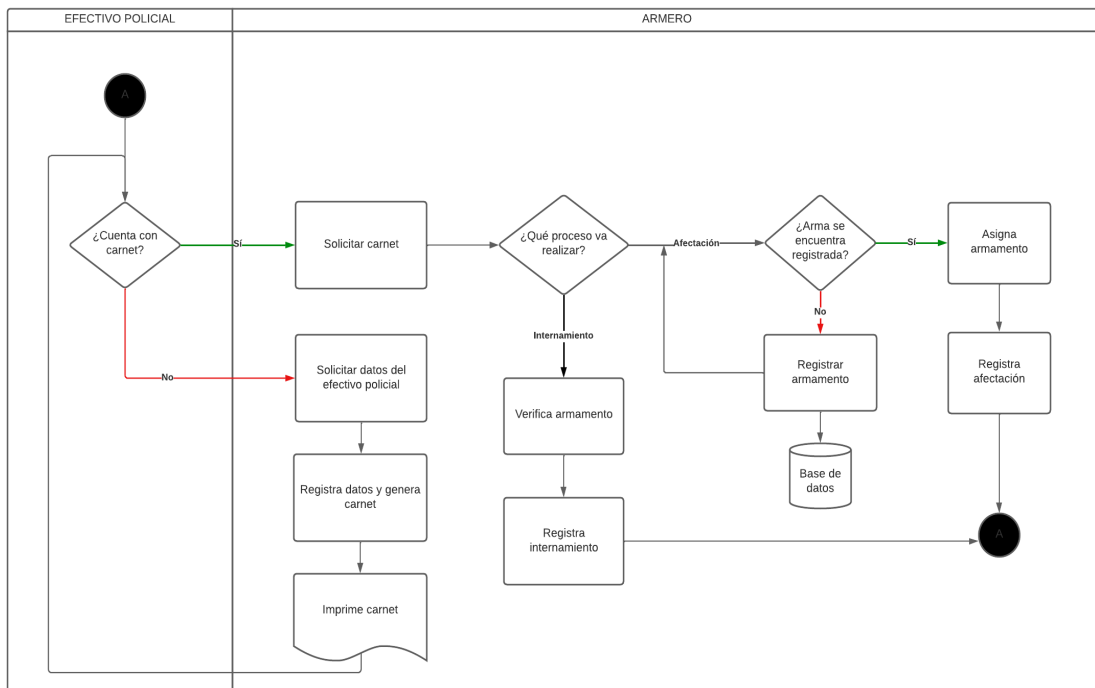 EFECTIVO POLICIAL
ARMERO
A
¿Cuenta con
carnet?
Sí
No
Solicitar carnet
Solicitar datos del
efectivo policial
Registra datos y genera
carnet
Imprime carnet
¿Qué proceso va
realizar?
Afectación
Internamiento
Verifica armamento
Registra
internamiento
¿Arma se
encuentra
registrada?
Sí
No
Registrar
armamento
Base de
datos
Asigna
armamento
Registra
afectación
A